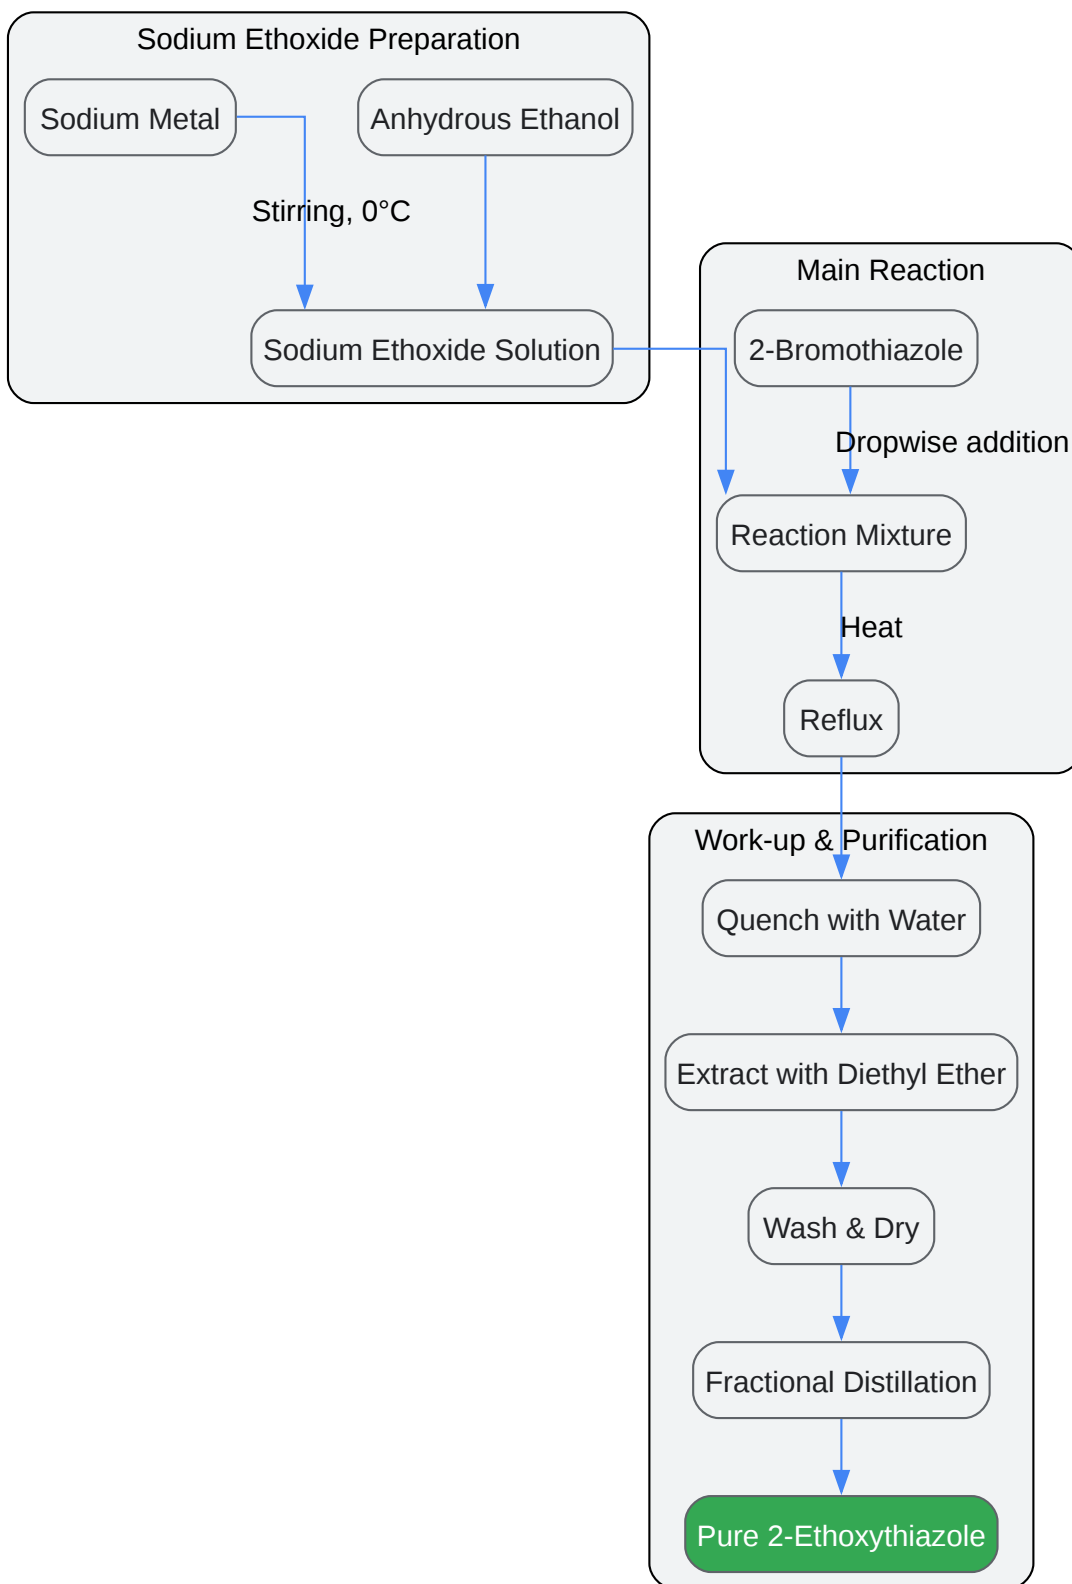 Sodium Ethoxide Preparation
Sodium Metal
Anhydrous Ethanol
Stirring, 0°C
Sodium Ethoxide Solution
Main Reaction
2-Bromothiazole
Dropwise addition
Reaction Mixture
Heat
Reflux
Work-up & Purification
Quench with Water
Extract with Diethyl Ether
Wash & Dry
Fractional Distillation
Pure 2-Ethoxythiazole